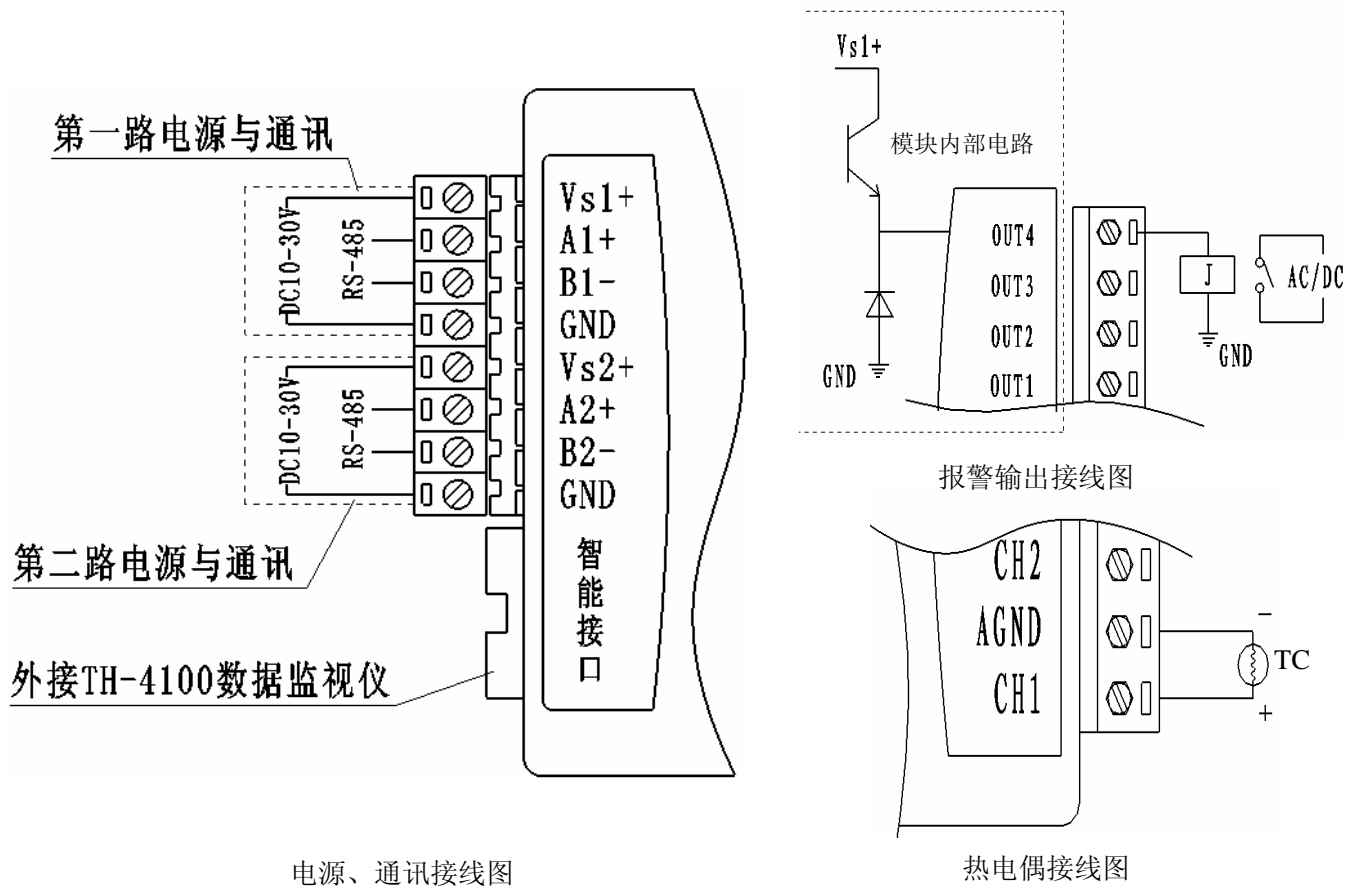 第一路电源与通讯
DC10-30V
RS-485
Vs1+
A1+
B1-
GND
Vs2+
A2+
B2-
GND
DC10-30V
RS-485
第二路电源与通讯
智能接口
外接TH-4100数据监视仪
电源、通讯接线图
Vs1+
模块内部电路
GND
OUT4
OUT3
OUT2
OUT1
J
GND
AC/DC
报警输出接线图
CH2
AGND
CH1
-
TC
+
热电偶接线图